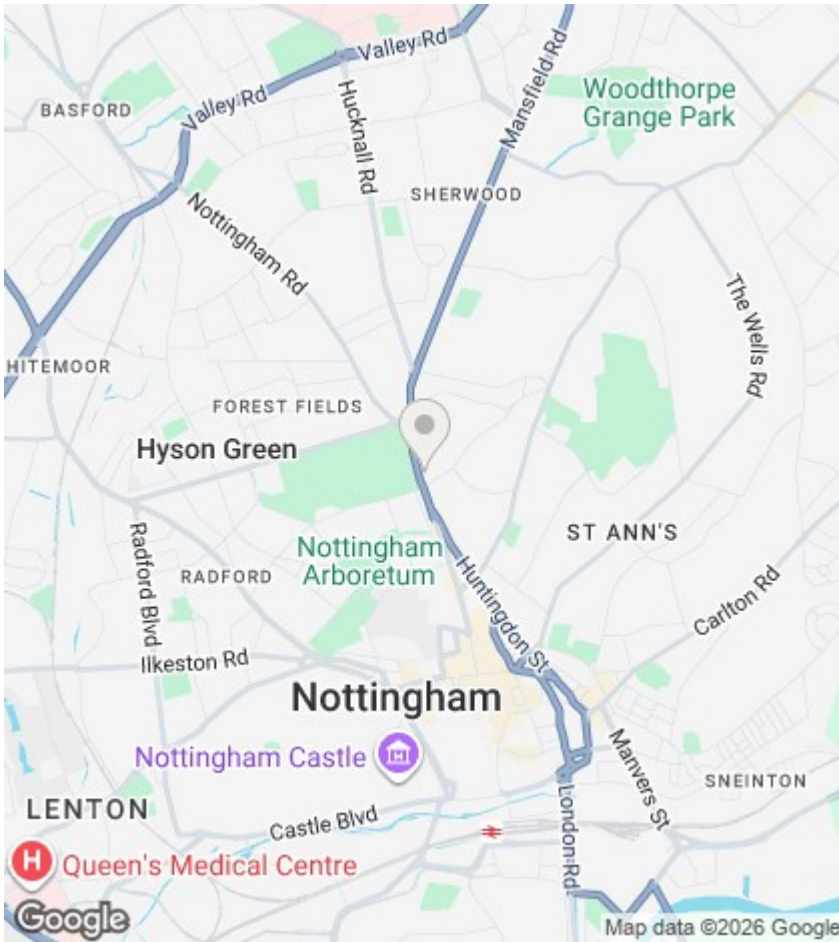 Valley Rd
Valley Rd
BASFORD
Hucknall Rd
Mansfield Rd
Woodthorpe
Grange Park
SHERWOOD
Nottingham Rd
The Wells Rd
HITEMOOR
FOREST FIELDS
Hyson Green
ST ANN'S
Nottingham
Arboretum
Radford Blvd
RADFORD
Huntingdon St
Carlton Rd
Ilkeston Rd
Nottingham
Nottingham Castle
Manvers St
SNEINTON
LENTON
Castle Blvd
London Rd
H
Queen's Medical Centre
Google
Map data ©2026 Google